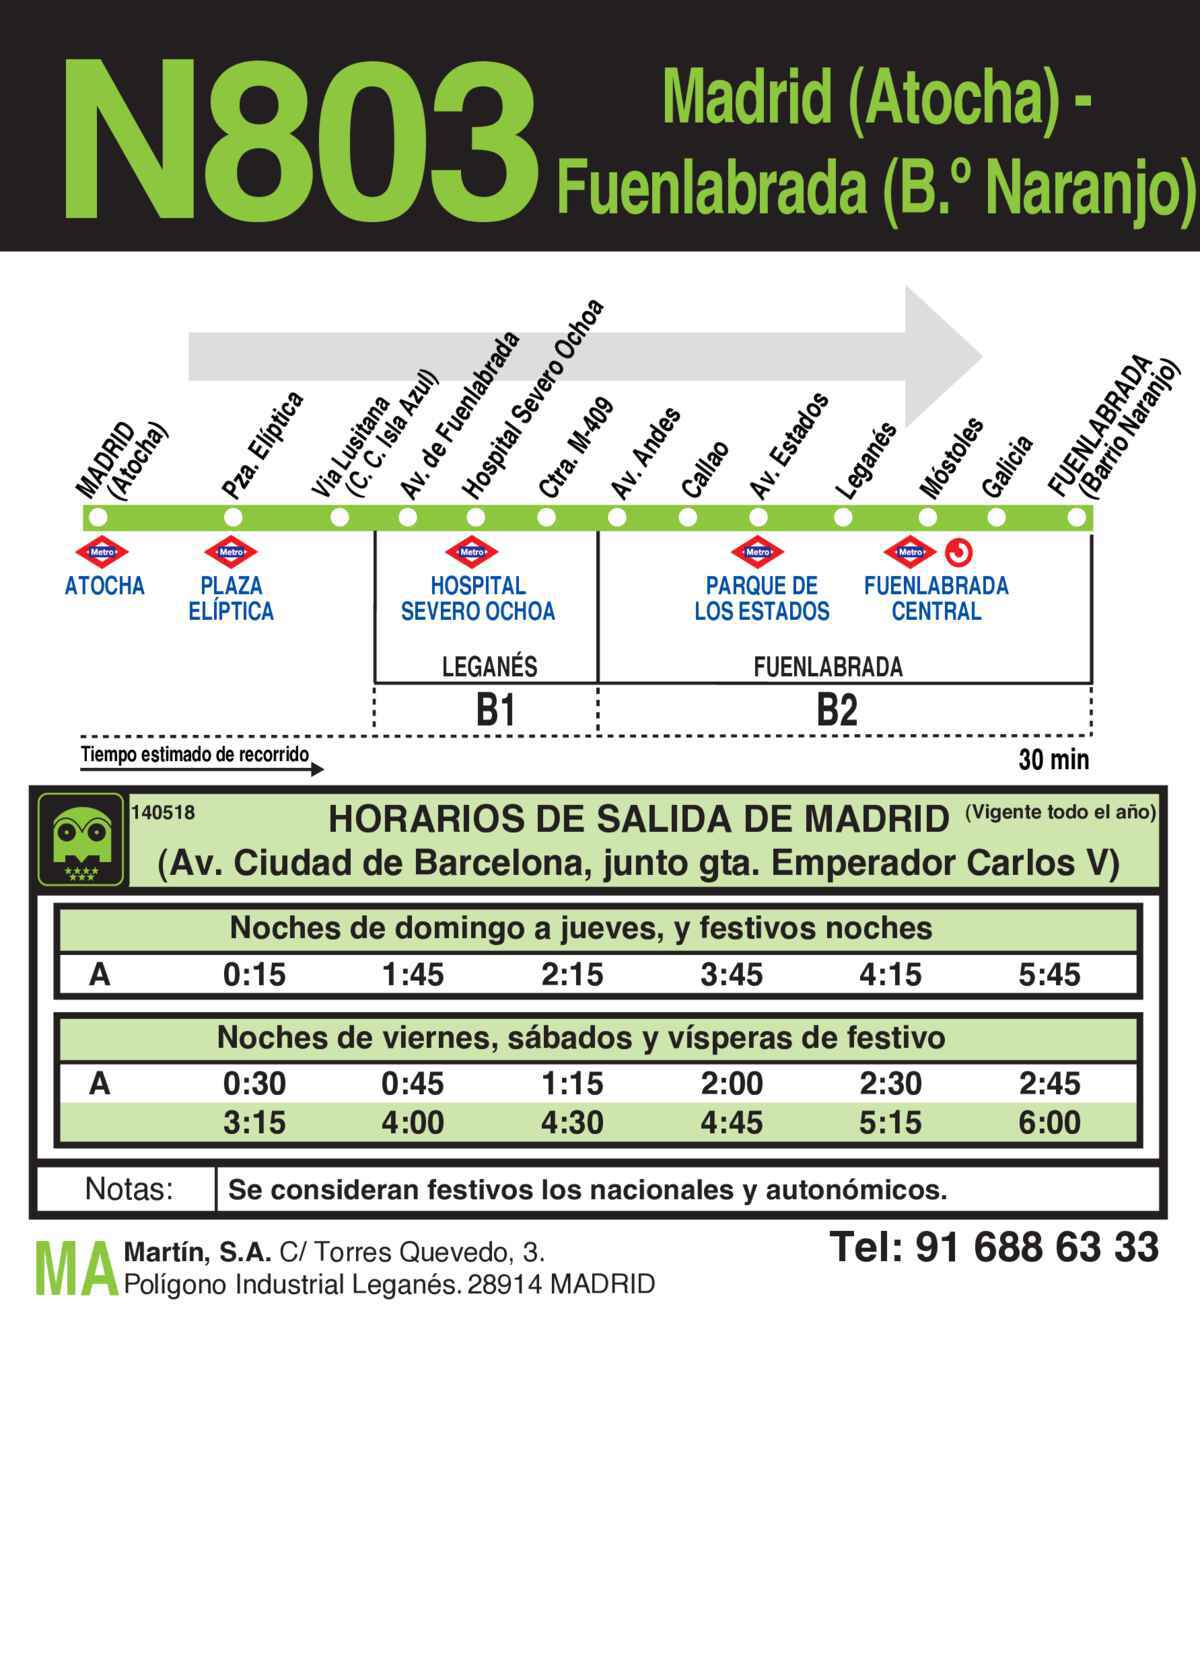 N803
Madrid (Atocha) -
Fuenlabrada (B.º Naranjo)
MADRID
(Atocha)
Pza. Elíptica
Vía Lusitana
(C. C. Isla Azul)
Av. de Fuenlabrada
Hospital Severo Ochoa
Ctra. M-409
Av. Andes
Callao
Av. Estados
Leganés
Móstoles
Galicia
FUENLABRADA
(Barrio Naranjo)
Metro
ATOCHA
Metro
PLAZA
ELÍPTICA
Metro
HOSPITAL
SEVERO OCHOA
Metro
PARQUE DE
LOS ESTADOS
Metro
FUENLABRADA
CENTRAL
LEGANÉS
FUENLABRADA
B1
B2
Tiempo estimado de recorrido
30 min
140518
HORARIOS DE SALIDA DE MADRID (Vigente todo el año)
(Av. Ciudad de Barcelona, junto gta. Emperador Carlos V)
Noches de domingo a jueves, y festivos noches
A 0:15 1:45 2:15 3:45 4:15 5:45
Noches de viernes, sábados y vísperas de festivo
A 0:30 0:45 1:15 2:00 2:30 2:45
3:15 4:00 4:30 4:45 5:15 6:00
Notas: Se consideran festivos los nacionales y autonómicos.
MA
Martín, S.A. C/ Torres Quevedo, 3.
Polígono Industrial Leganés. 28914 MADRID
Tel: 91 688 63 33